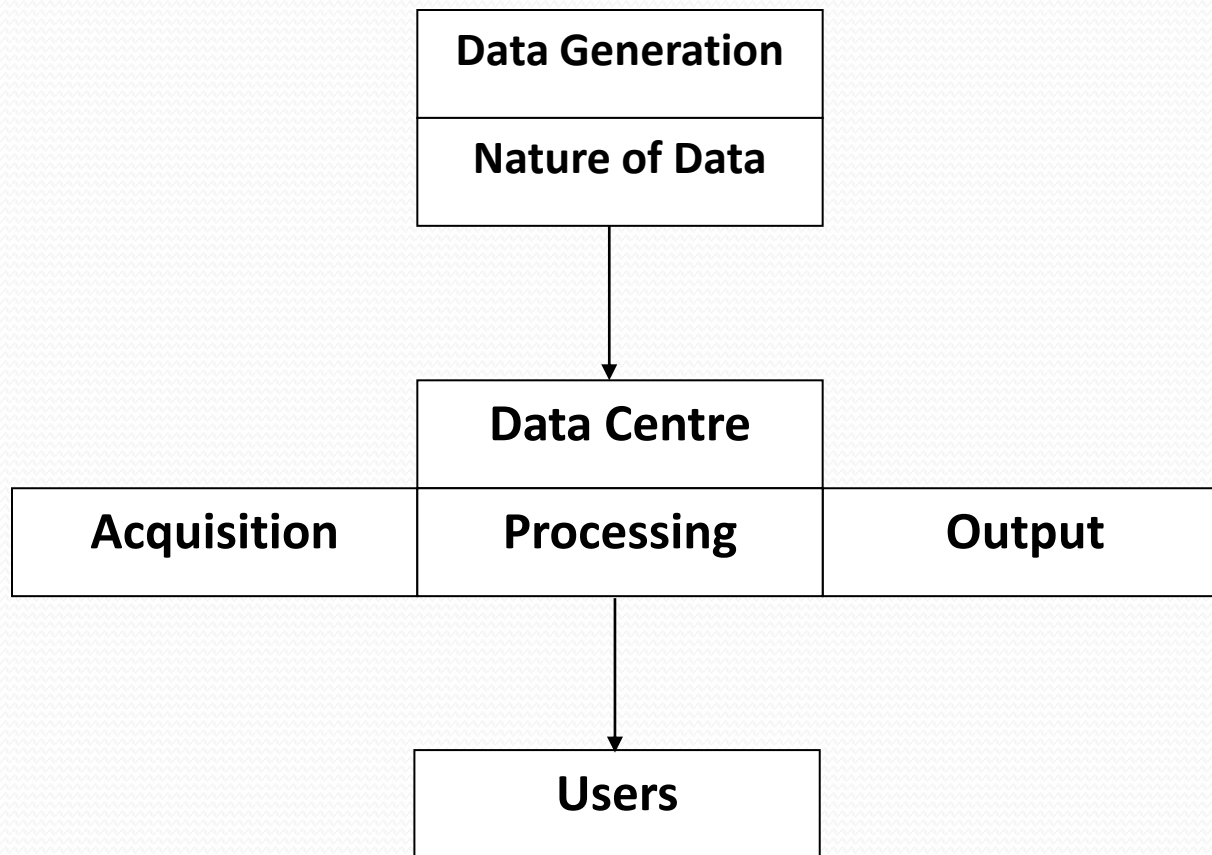 Data Generation
Nature of Data
Data Centre
Acquisition
Processing
Output
Users